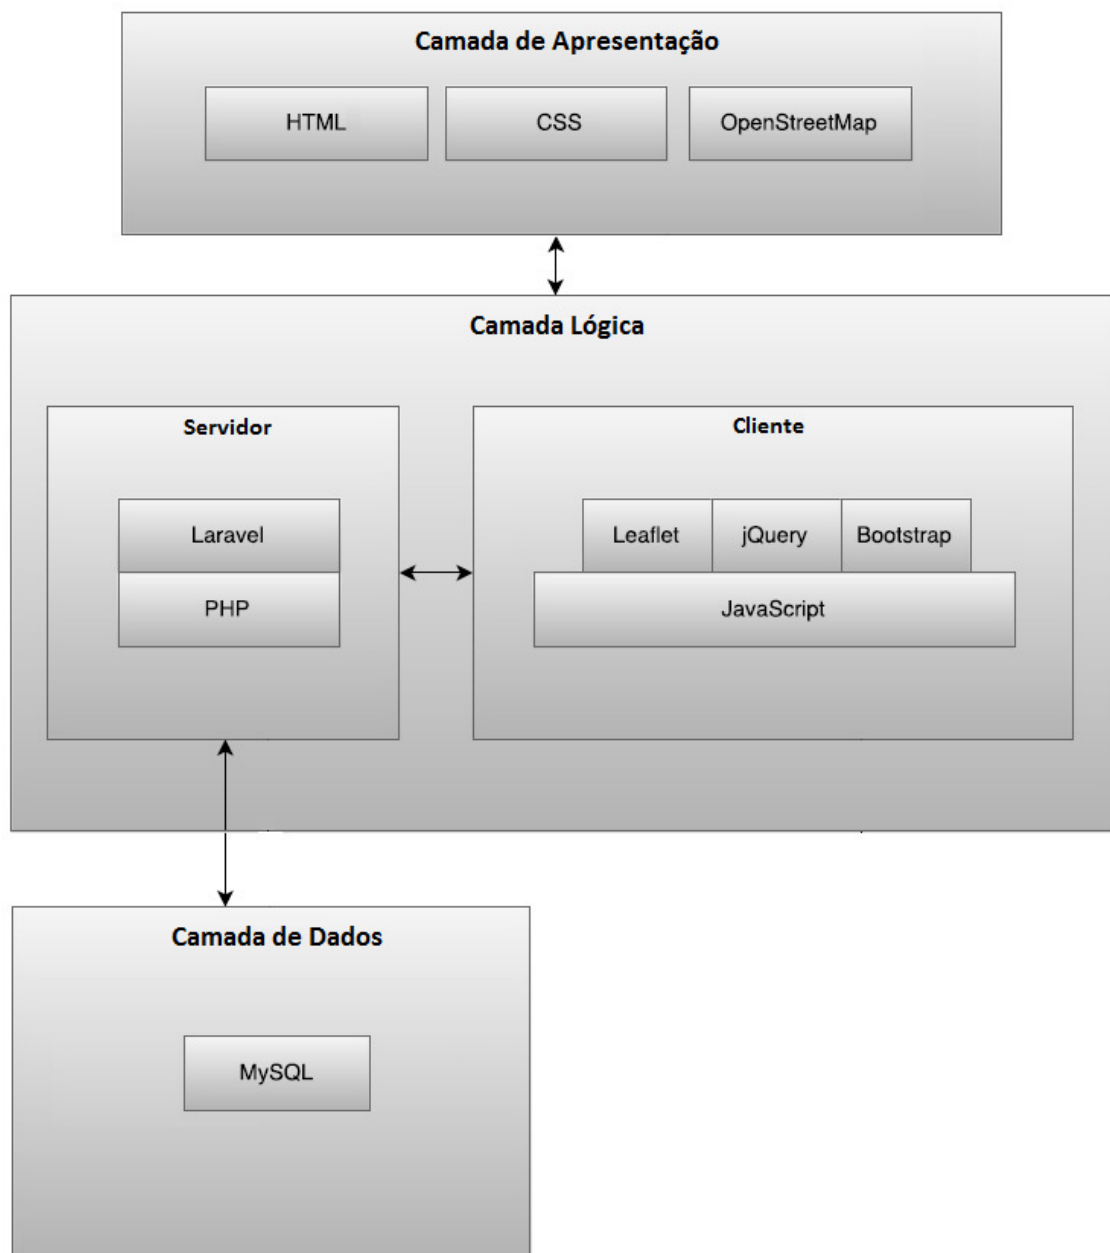 Camada de Apresentação
HTML
CSS
OpenStreetMap
Camada Lógica
Servidor
Laravel
PHP
Cliente
Leaflet
jQuery
Bootstrap
JavaScript
Camada de Dados
MySQL